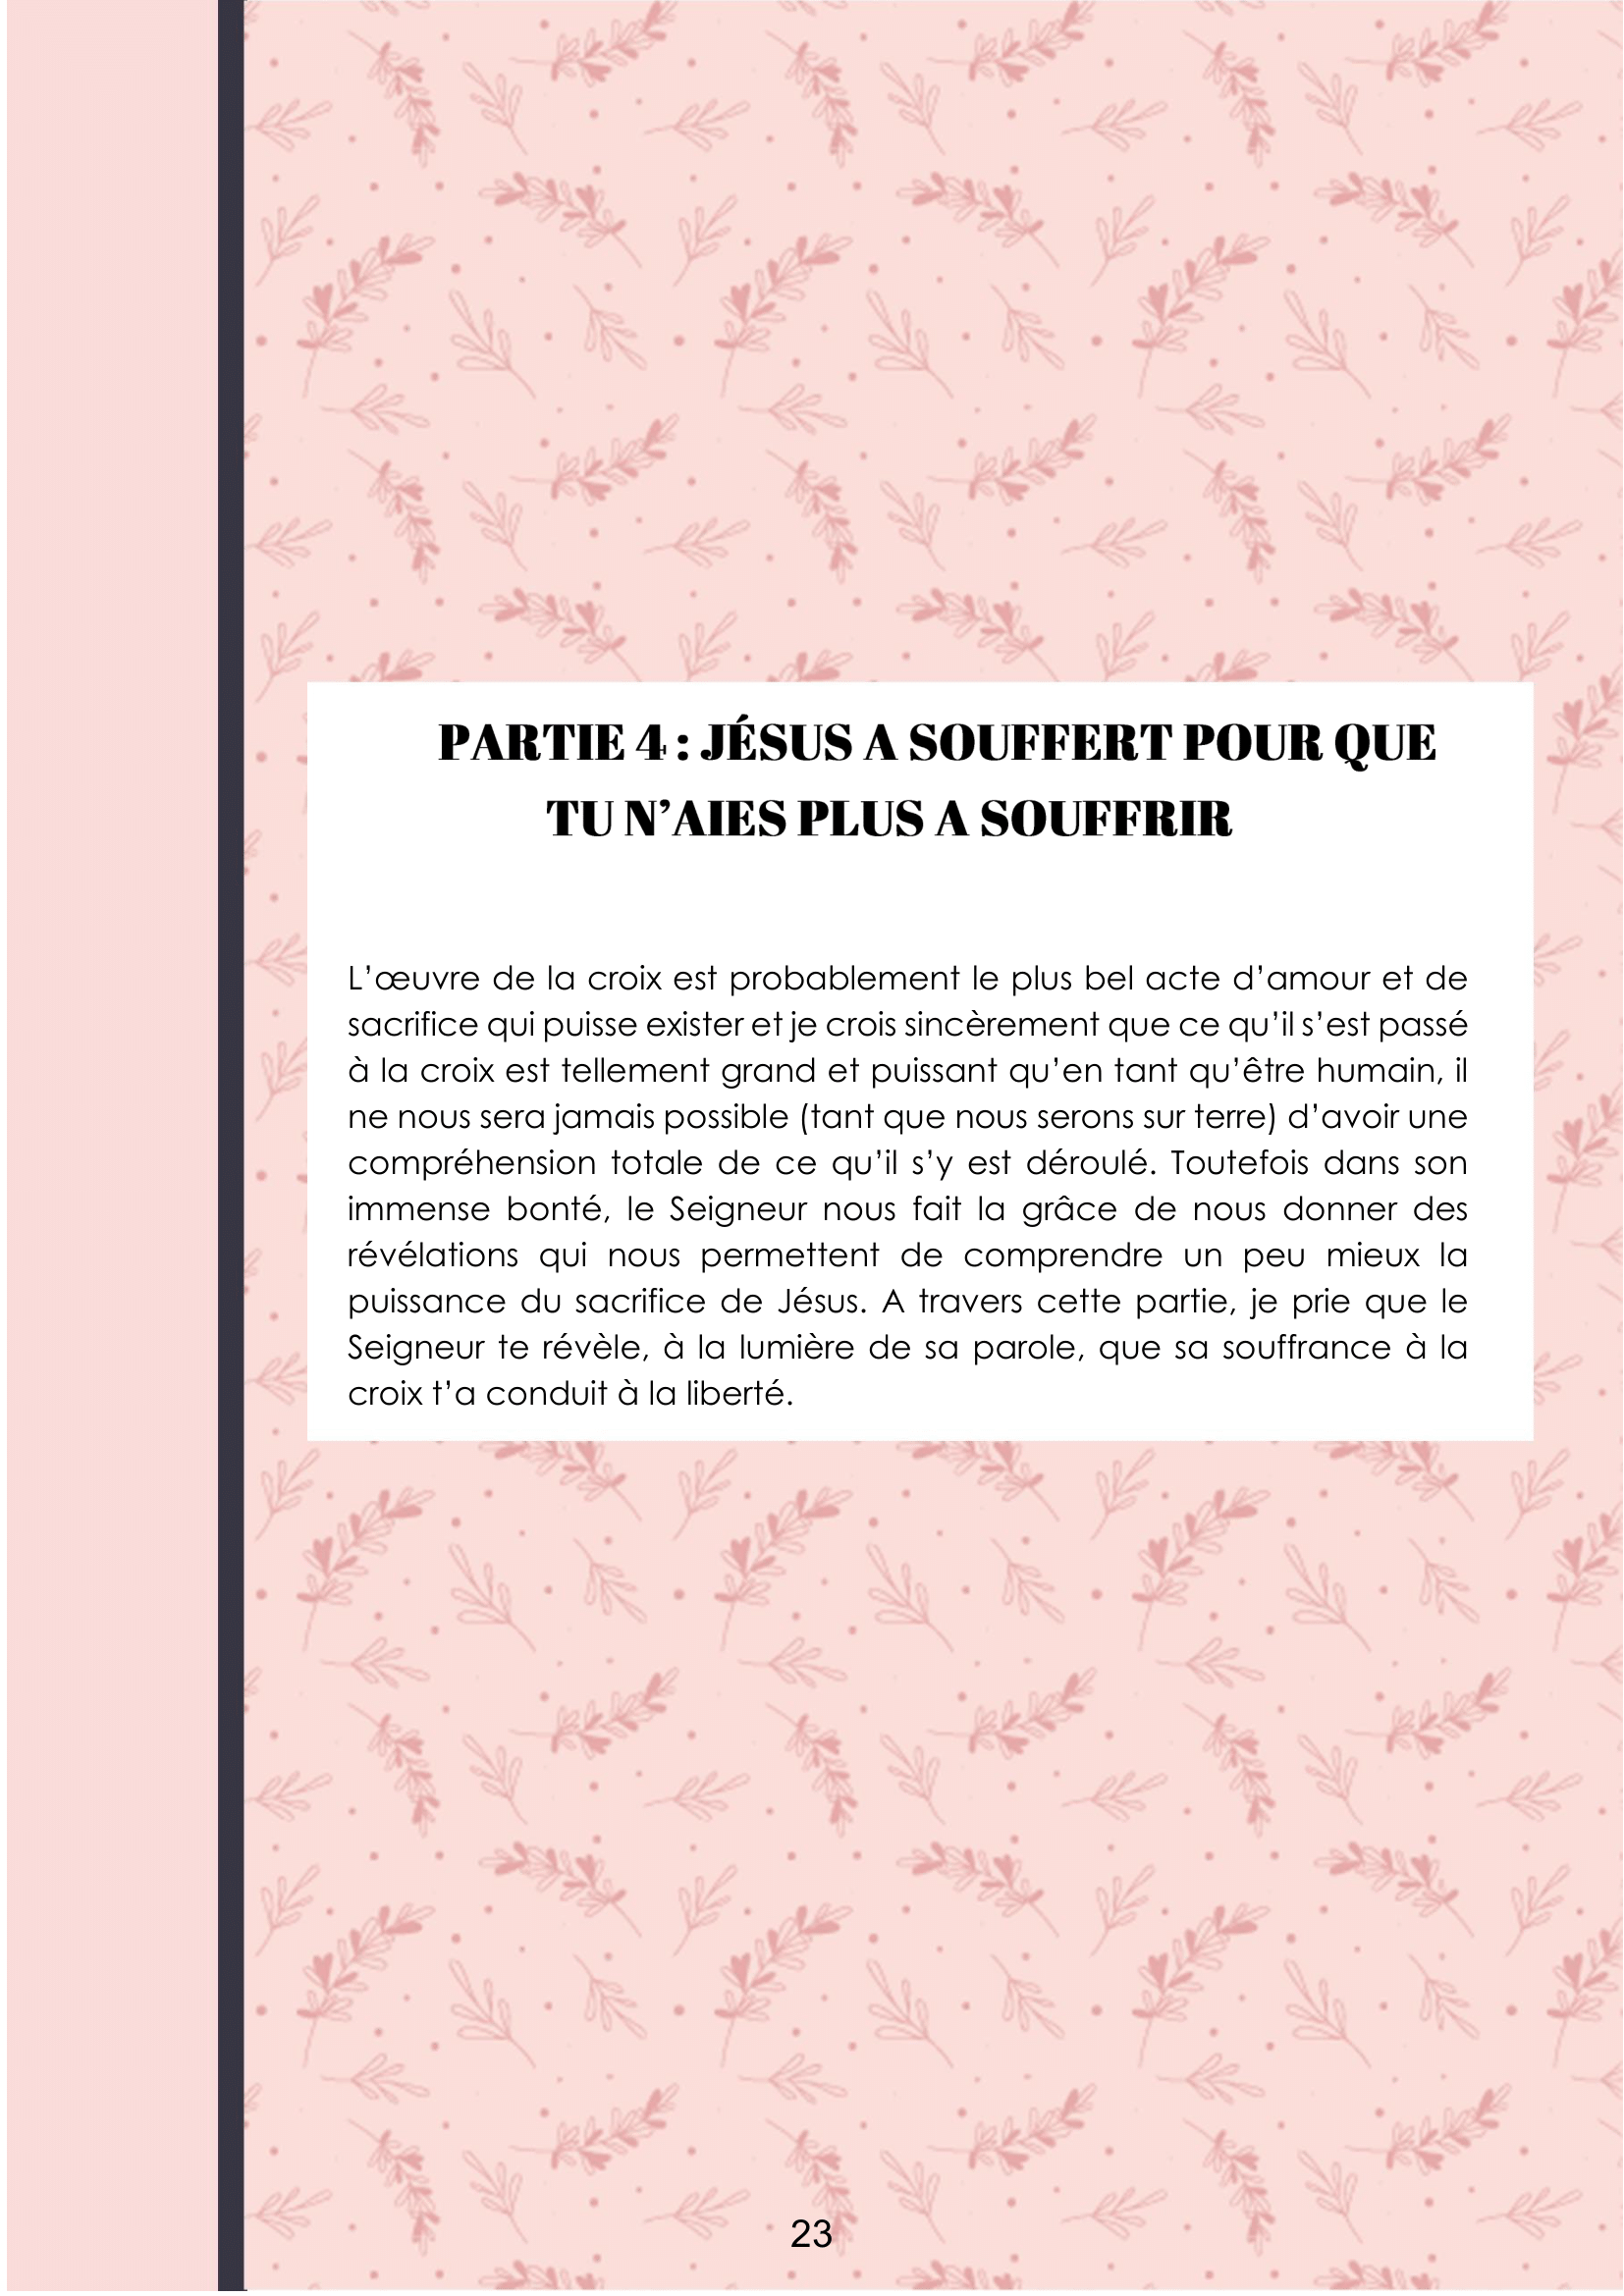 PARTIE 4 : JÉSUS A SOUFFERT POUR QUE
TU N’AIES PLUS A SOUFFRIR
L’œuvre de la croix est probablement le plus bel acte d’amour et de
sacrifice qui puisse exister et je crois sincèrement que ce qu’il s’est passé
à la croix est tellement grand et puissant qu’en tant qu’être humain, il
ne nous sera jamais possible (tant que nous serons sur terre) d’avoir une
compréhension totale de ce qu’il s’y est déroulé. Toutefois dans son
immense bonté, le Seigneur nous fait la grâce de nous donner des
révélations qui nous permettent de comprendre un peu mieux la
puissance du sacrifice de Jésus. A travers cette partie, je prie que le
Seigneur te révèle, à la lumière de sa parole, que sa souffrance à la
croix t’a conduit à la liberté.
23